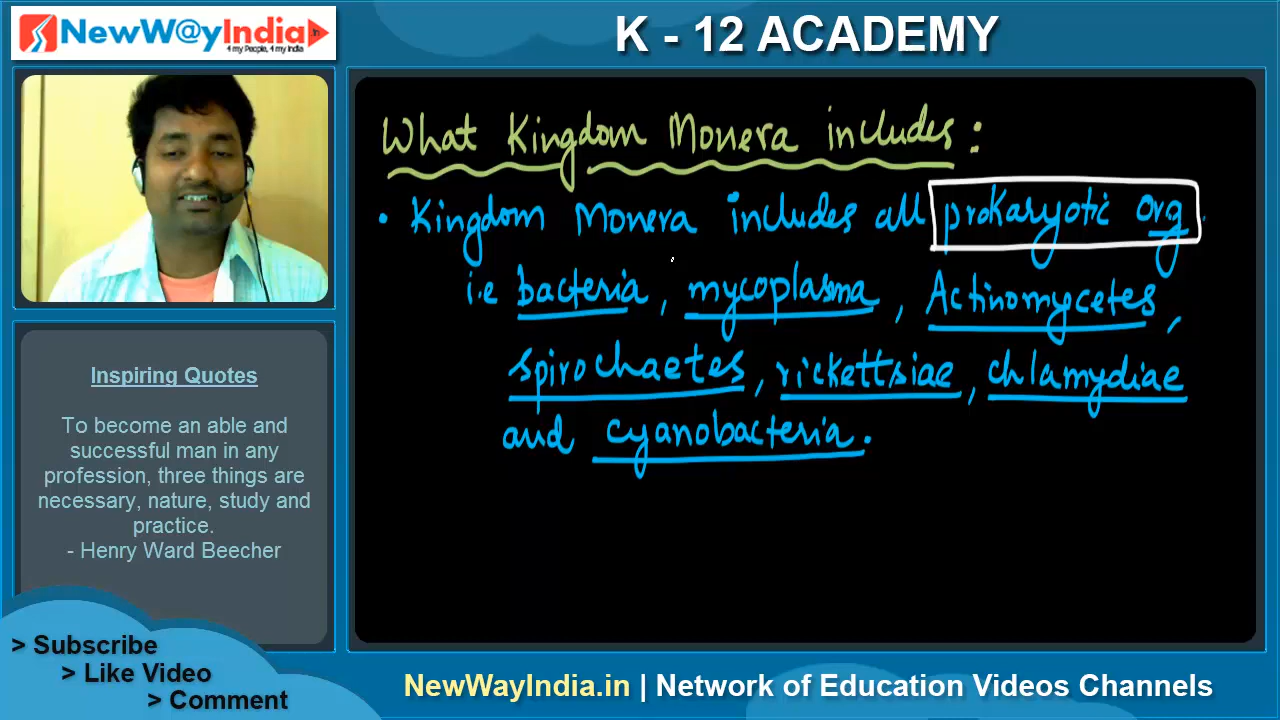 NewW@yIndia.in
4 my People, 4 my India
K - 12 ACADEMY
What Kingdom Monera includes:
• Kingdom Monera includes all prokaryotic org.
i.e bacteria, mycoplasma, Actinomycetes,
spirochaetes, rickettsiae, chlamydiae
and cyanobacteria.
Inspiring Quotes
To become an able and
successful man in any
profession, three things are
necessary, nature, study and
practice.
- Henry Ward Beecher
> Subscribe
> Like Video
> Comment
NewWayIndia.in | Network of Education Videos Channels